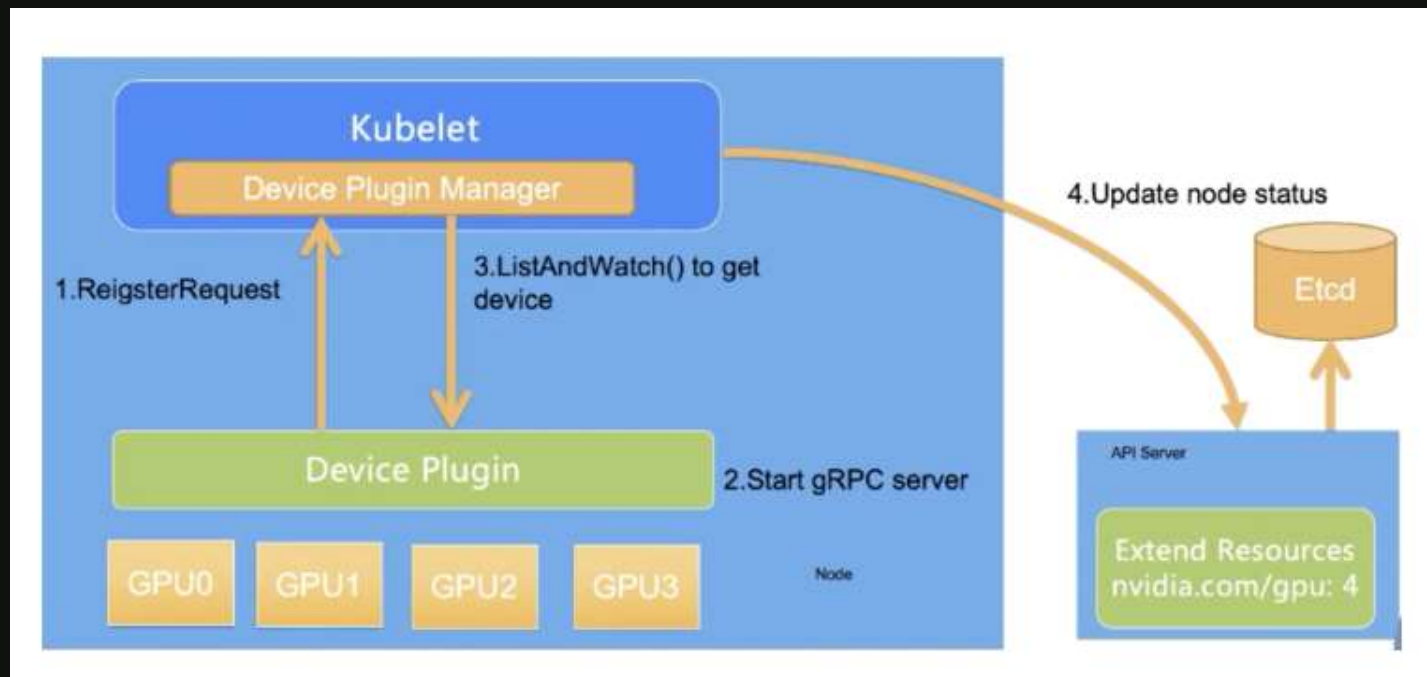 Kubelet
Device Plugin Manager
4.Update node status
1.ReigsterRequest
3.ListAndWatch() to get
device
Etcd
Device Plugin
2.Start gRPC server
API Server
GPU0
GPU1
GPU2
GPU3
Node
Extend Resources
nvidia.com/gpu: 4